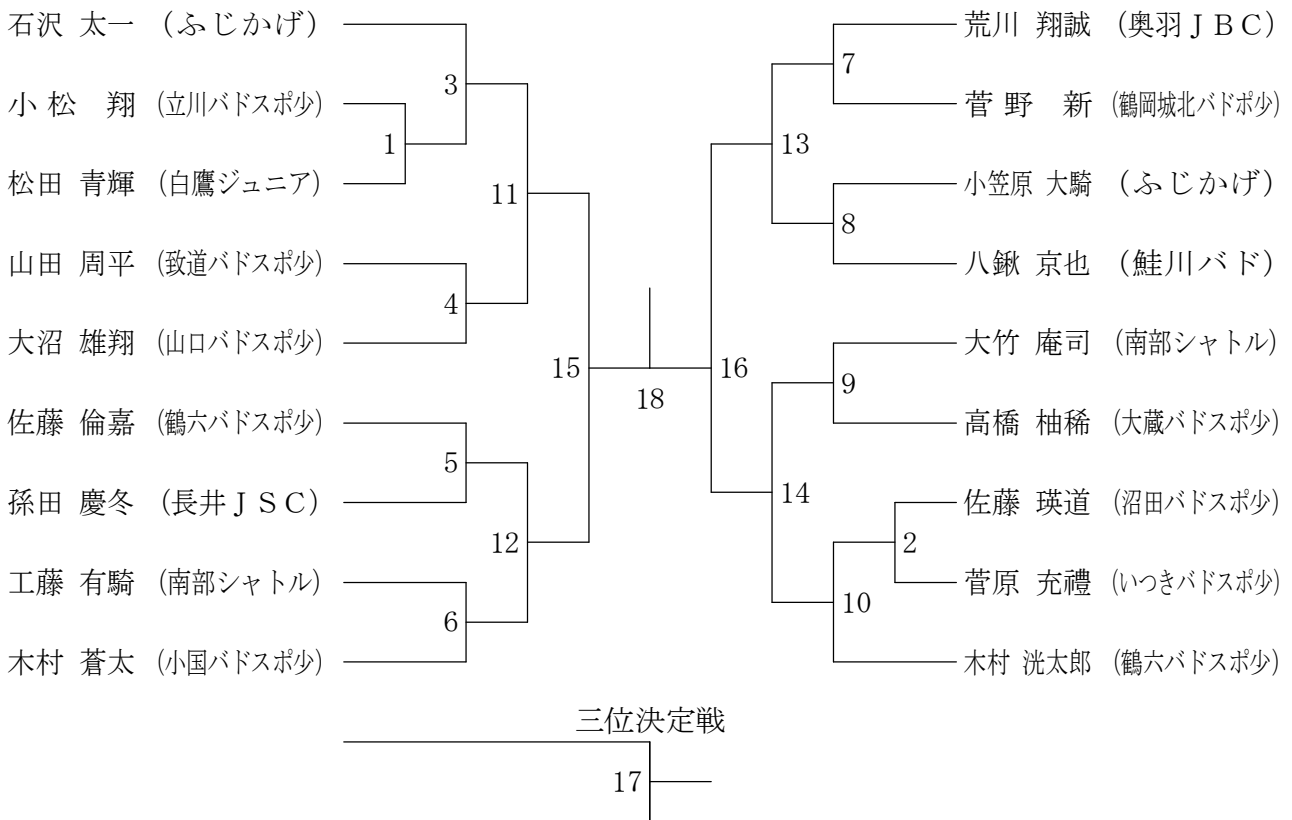 石沢 太一 （ふじかげ）
小 松　翔 （立川バドスポ少）
松田 青輝 （白鷹ジュニア）
山田 周平 （致道バドスポ少）
大沼 雄翔 （山口バドスポ少）
佐藤 倫嘉 （鶴六バドスポ少）
孫田 慶冬 （長井ＪＳＣ）
工藤 有騎 （南部シャトル）
木村 蒼太 （小国バドスポ少）
3
1
11
4
15
5
12
6
18
荒川 翔誠 （奥羽ＪＢＣ）
菅 野　新 （鶴岡城北バドポ少）
小笠原 大騎 （ふじかげ）
八鍬 京也 （鮭川バド）
大竹 庵司 （南部シャトル）
高橋 柚稀 （大蔵バドスポ少）
佐藤 瑛道 （沼田バドスポ少）
菅原 充禮 （いつきバドスポ少）
木村 洸太郎 （鶴六バドスポ少）
7
13
8
16
9
14
2
10
三位決定戦
17